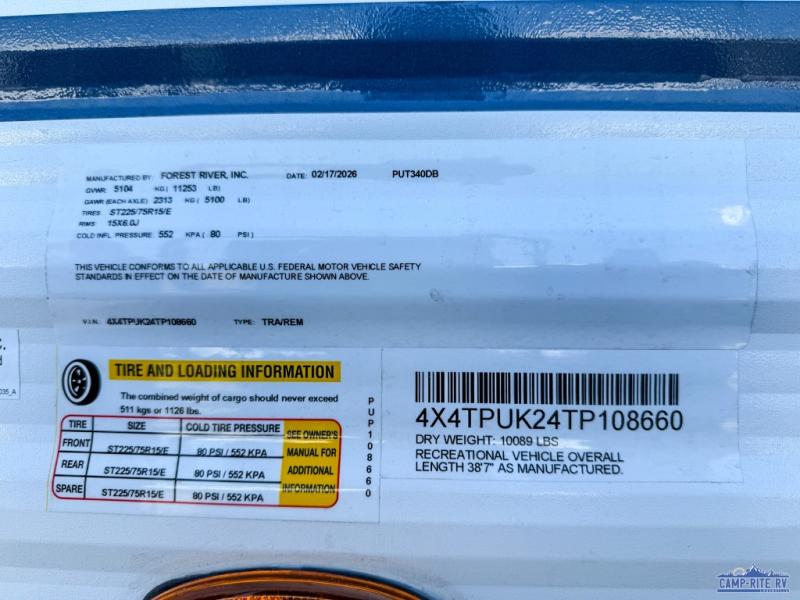 MANUFACTURED BY: FOREST RIVER, INC. DATE: 02/17/2026 PUT340DB
GVWR: 5104 KG ( 11253 LB)
GAWR (EACH AXLE) 2313 KG ( 5100 LB)
TIRES: ST225/75R15/E
RIMS: 15X6.0J
COLD INFL. PRESSURE: 552 KPA ( 80 PSI )
THIS VEHICLE CONFORMS TO ALL APPLICABLE U.S. FEDERAL MOTOR VEHICLE SAFETY
STANDARDS IN EFFECT ON THE DATE OF MANUFACTURE SHOWN ABOVE.
V.I.N.: 4X4TPUK24TP108660 TYPE: TRA/REM
C.
d
035_A
TIRE AND LOADING INFORMATION
The combined weight of cargo should never exceed
511 kgs or 1126 lbs.
TIRE SIZE COLD TIRE PRESSURE SEE OWNER'S
FRONT ST225/75R15/E 80 PSI / 552 KPA MANUAL FOR
REAR ST225/75R15/E 80 PSI / 552 KPA ADDITIONAL
SPARE ST225/75R15/E 80 PSI / 552 KPA INFORMATION
PUP108660
4X4TPUK24TP108660
DRY WEIGHT: 10089 LBS
RECREATIONAL VEHICLE OVERALL
LENGTH 38'7" AS MANUFACTURED.
CAMP-RITE RV